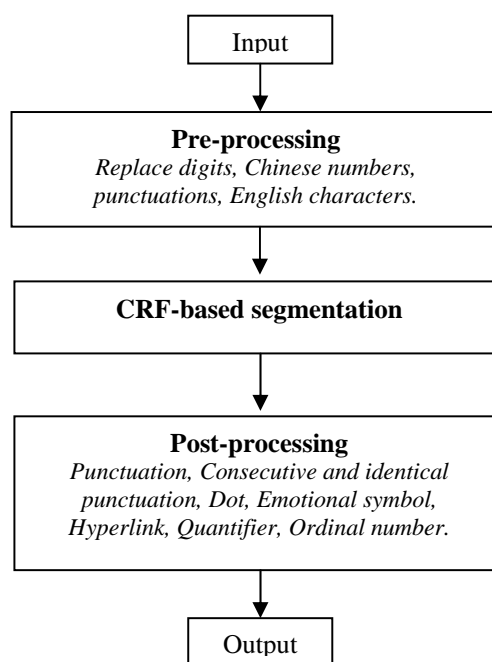 Input
Pre-processing
Replace digits, Chinese numbers,
punctuations, English characters.
CRF-based segmentation
Post-processing
Punctuation, Consecutive and identical
punctuation, Dot, Emotional symbol,
Hyperlink, Quantifier, Ordinal number.
Output